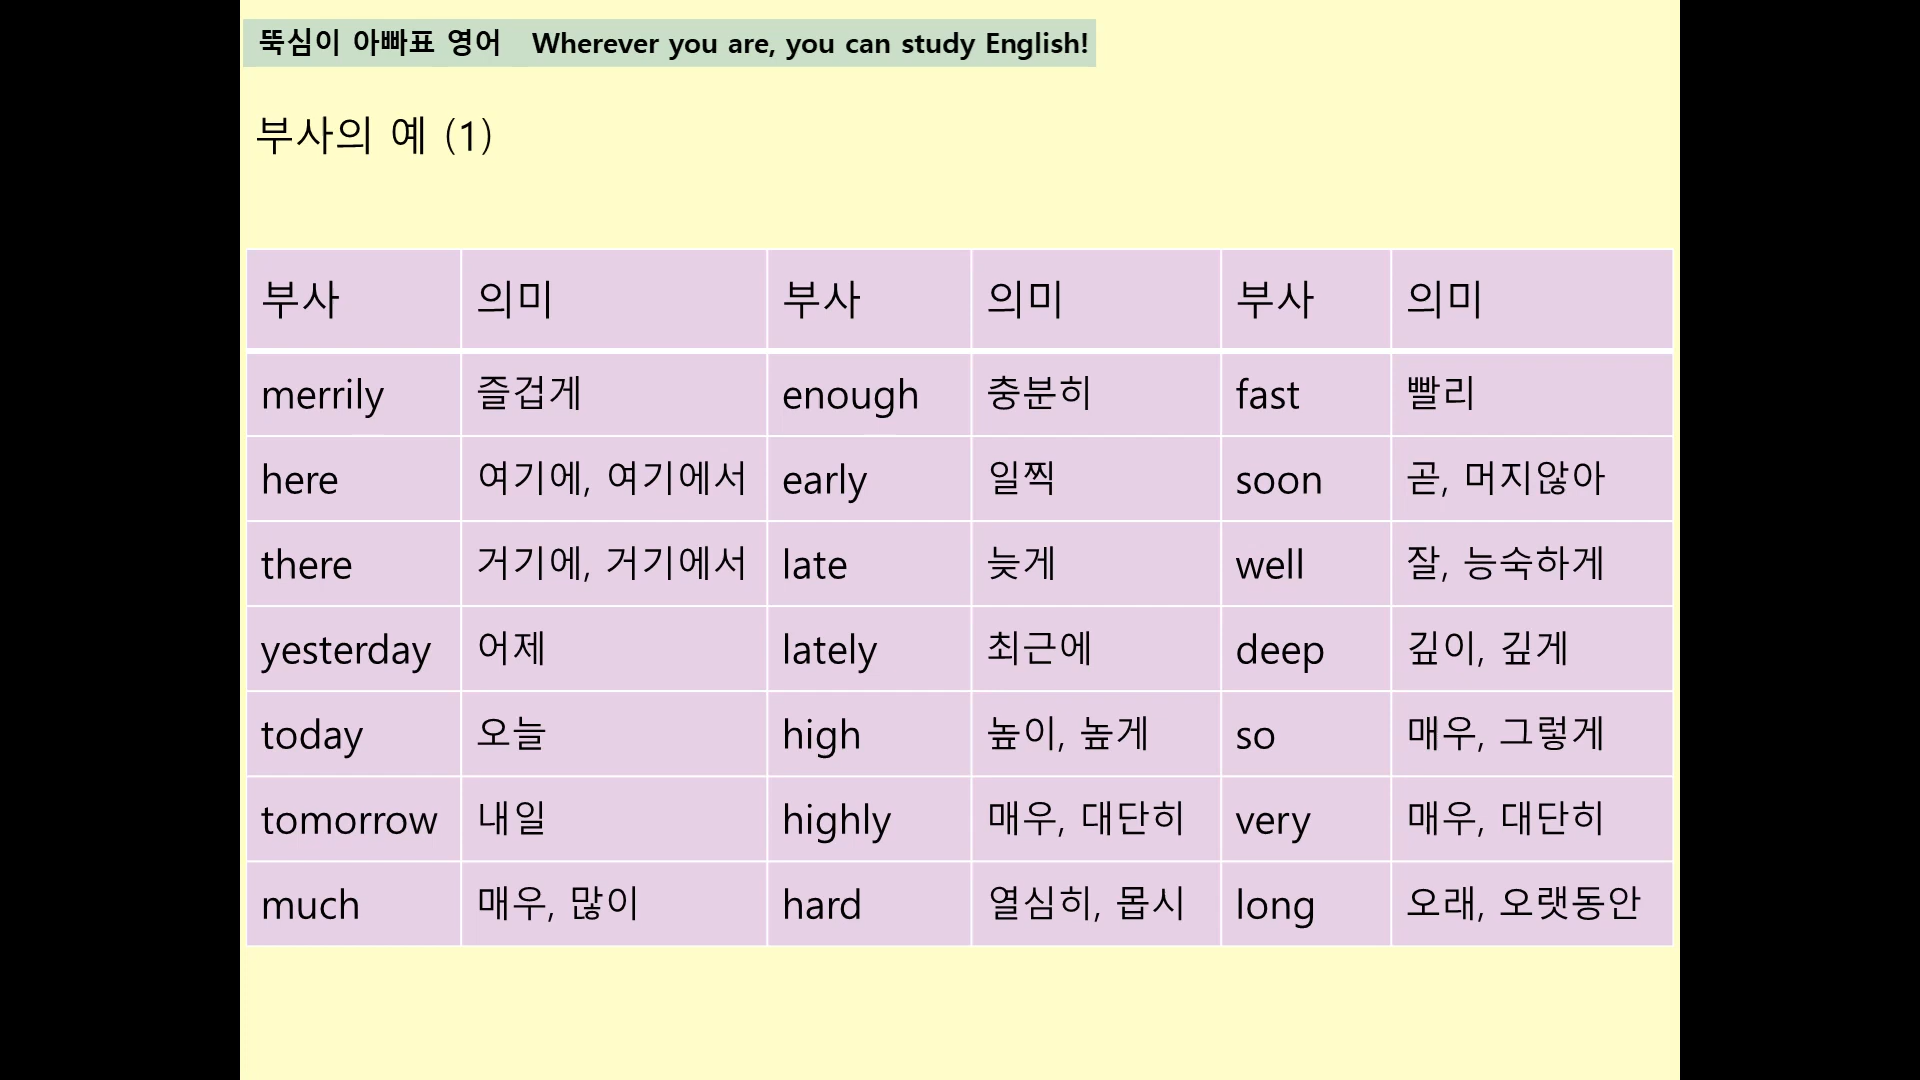 뚝심이 아빠표 영어 Wherever you are, you can study English!
부사의 예 (1)
부사 의미 부사 의미 부사 의미
merrily 즐겁게 enough 충분히 fast 빨리
here 여기에, 여기에서 early 일찍 soon 곧, 머지않아
there 거기에, 거기에서 late 늦게 well 잘, 능숙하게
yesterday 어제 lately 최근에 deep 깊이, 깊게
today 오늘 high 높이, 높게 so 매우, 그렇게
tomorrow 내일 highly 매우, 대단히 very 매우, 대단히
much 매우, 많이 hard 열심히, 몹시 long 오래, 오랫동안